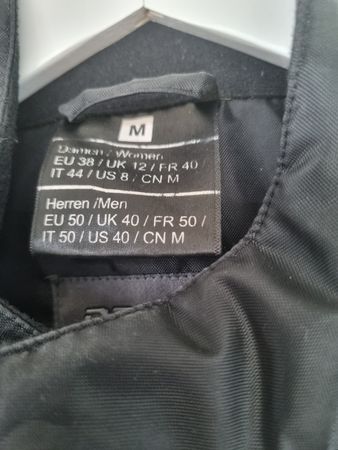 M
Damen / Women
EU 38 / UK 12 / FR 40 /
IT 44 / US 8 / CN M
Herren /Men
EU 50 / UK 40 / FR 50 /
IT 50 / US 40 / CN M